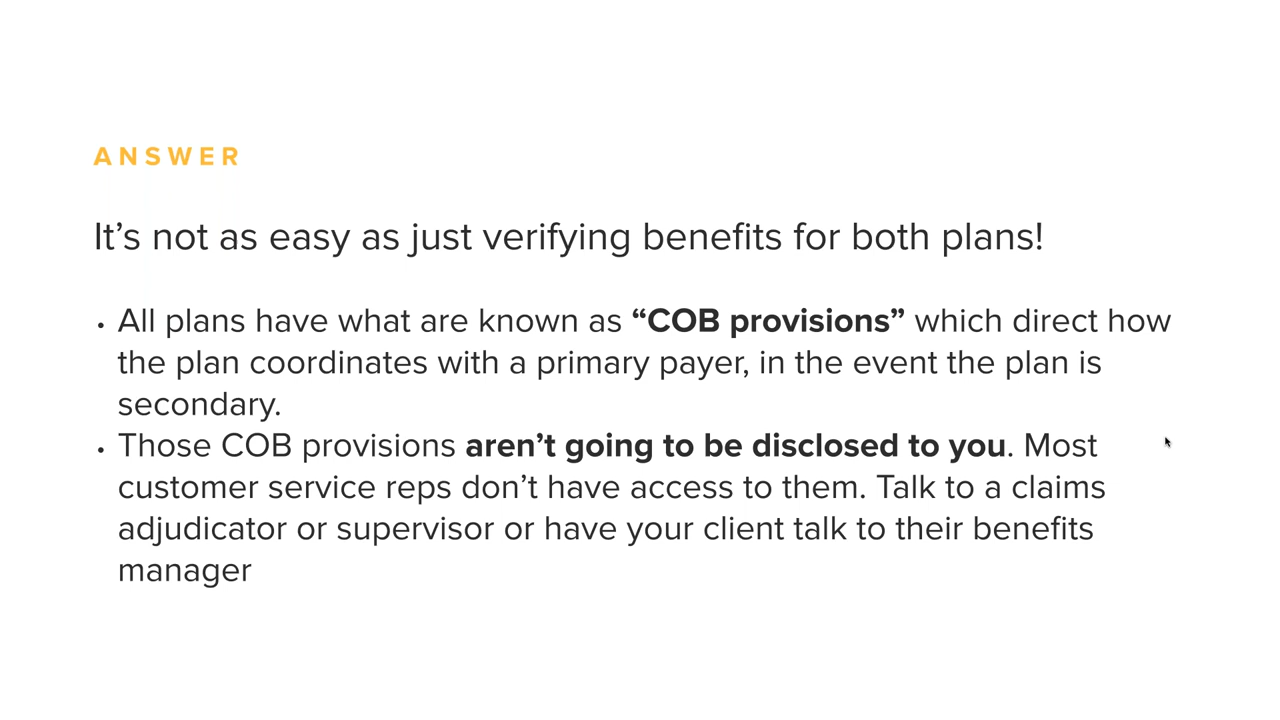 ANSWER
It’s not as easy as just verifying benefits for both plans!
• All plans have what are known as “COB provisions” which direct how
the plan coordinates with a primary payer, in the event the plan is
secondary.
• Those COB provisions aren’t going to be disclosed to you. Most
customer service reps don’t have access to them. Talk to a claims
adjudicator or supervisor or have your client talk to their benefits
manager